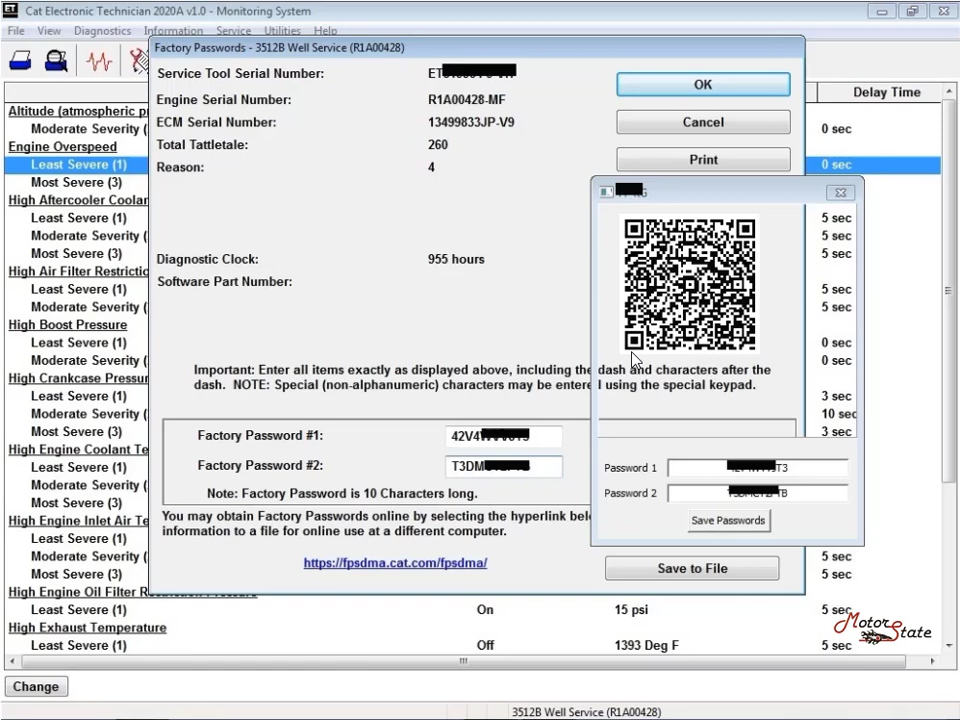 Cat Electronic Technician 2020A v1.0 - Monitoring System
File View Diagnostics Information Service Utilities Help
Factory Passwords - 3512B Well Service (R1A00428)
Service Tool Serial Number:
Engine Serial Number: R1A00428-MF
ECM Serial Number: 13499833JP-V9
Total Tattletale: 260
Reason: 4
Diagnostic Clock: 955 hours
Software Part Number:
OK
Cancel
Print
Important: Enter all items exactly as displayed above, including the dash and characters after the
dash. NOTE: Special (non-alphanumeric) characters may be entered using the special keypad.
Factory Password #1: 42V4
Factory Password #2: T3DM
Note: Factory Password is 10 Characters long.
You may obtain Factory Passwords online by selecting the hyperlink
information to a file for online use at a different computer.
https://fpsdma.cat.com/fpsdma/
Save to File
Password 1
Password 2
Save Passwords
Delay Time
Altitude (atmospheric
Moderate Severity 0 sec
Engine Overspeed
Least Severe (1) 0 sec
Most Severe (3)
High Aftercooler
Least Severe (1) 5 sec
Moderate Severity 5 sec
Most Severe (3) 5 sec
High Air Filter
Least Severe (1) 5 sec
Moderate Severity 5 sec
High Boost Pressure
Least Severe (1) 0 sec
Moderate Severity 0 sec
High Crankcase
Least Severe (1) 3 sec
Moderate Severity 10 sec
Most Severe (3) 3 sec
High Engine Coolant
Least Severe (1)
Moderate Severity
Most Severe (3)
High Engine Inlet Air
Least Severe (1)
Moderate Severity 5 sec
Most Severe (3) 5 sec
High Engine Oil Filter
Least Severe (1) On 15 psi 5 sec
High Exhaust Temperature
Least Severe (1) Off 1393 Deg F 5 sec
Motor State
Change
3512B Well Service (R1A00428)